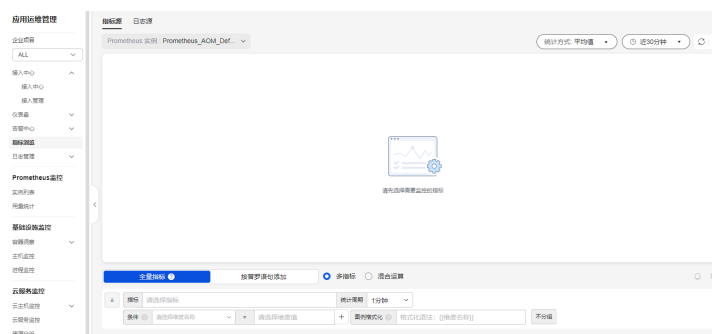 应用运维管理
企业项目
ALL
接入中心
接入中心
接入管理
仪表盘
告警中心
指标浏览
日志管理
Prometheus监控
实例列表
用量统计
基础设施监控
容器洞察
主机监控
进程监控
云服务监控
云主机监控
云服务监控
指标源 日志源
Prometheus 实例 : Prometheus_AOM_Def...
统计方式: 平均值 近30分钟
请先选择需要监控的指标
全量指标 按普罗语句添加 多指标 混合运算
a 指标 请选择指标 统计周期 1分钟
条件 请选择维度名称 = 请选择维度值 + 图例格式化 格式化语法：{{维度名称}} 不分组